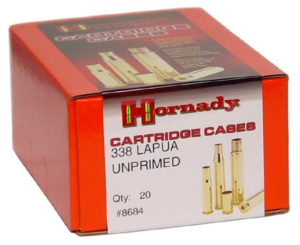 Hornady
CARTRIDGE CASES
338 LAPUA
UNPRIMED
Qty: 20
#8684